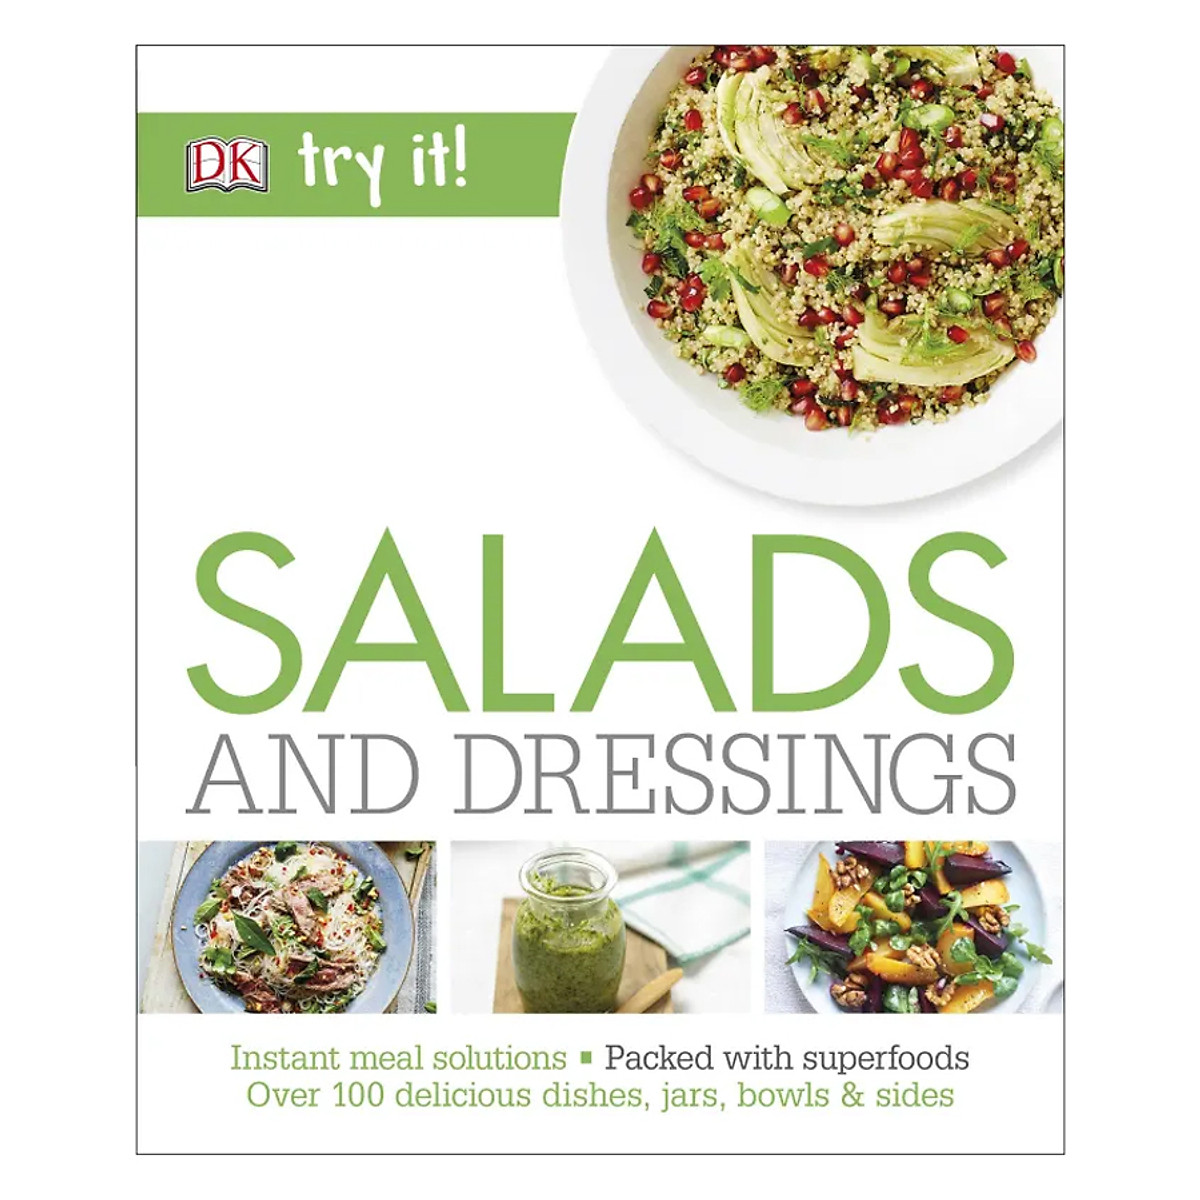 DK try it!
SALADS
AND DRESSINGS
Instant meal solutions ▪ Packed with superfoods
Over 100 delicious dishes, jars, bowls & sides